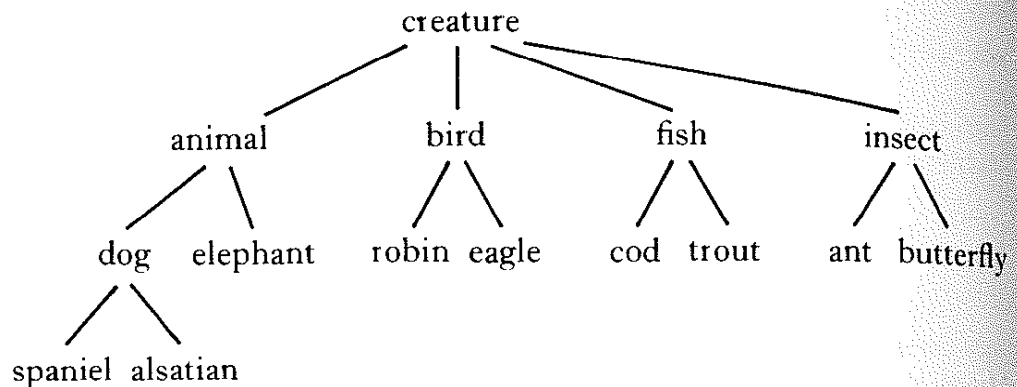 creature
animal bird fish insect
dog elephant robin eagle cod trout ant butterfly
spaniel alsatian